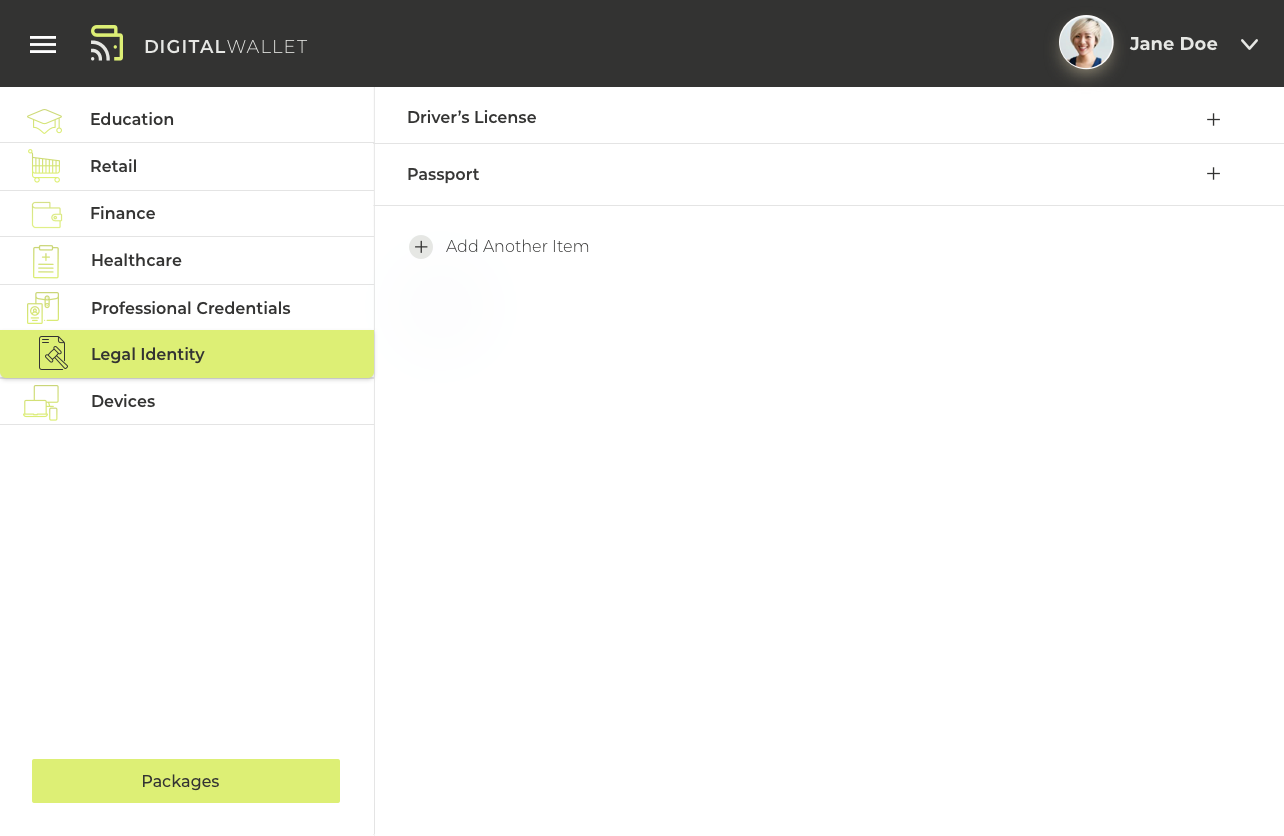 DIGITALWALLET
Jane Doe
Education
Retail
Finance
Healthcare
Professional Credentials
Legal Identity
Devices
Packages
Driver’s License
Passport
Add Another Item